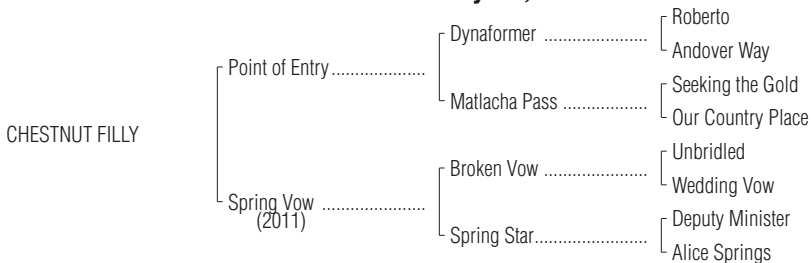 Roberto
Dynaformer ......................
Andover Way
Point of Entry....................
Seeking the Gold
Matlacha Pass ..................
Our Country Place
CHESTNUT FILLY
Unbridled
Broken Vow ......................
Wedding Vow
Spring Vow ......................
(2011)
Deputy Minister
Spring Star........................
Alice Springs